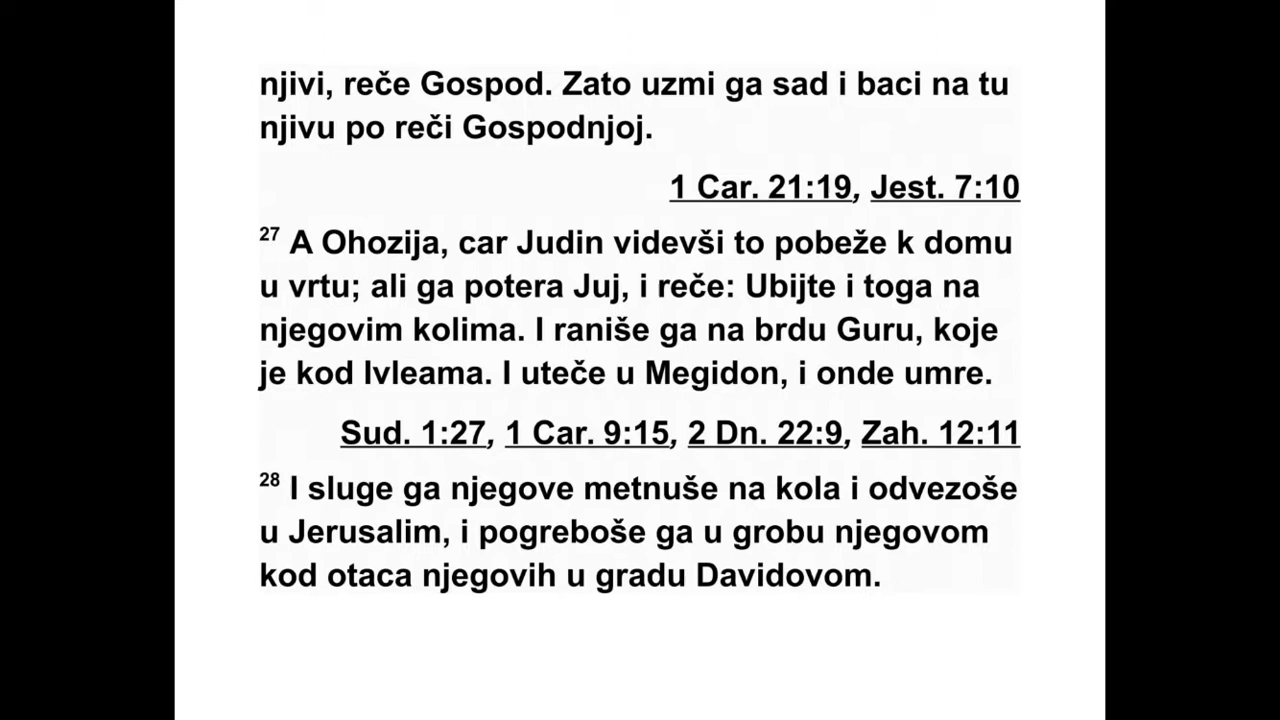 njivi, reče Gospod. Zato uzmi ga sad i baci na tu
njivu po reči Gospodnjoj.
1 Car. 21:19, Jest. 7:10
27 A Ohozija, car Judin videvši to pobeže k domu
u vrtu; ali ga potera Juj, i reče: Ubijte i toga na
njegovim kolima. I raniše ga na brdu Guru, koje
je kod Ivleama. I uteče u Megidon, i onde umre.
Sud. 1:27, 1 Car. 9:15, 2 Dn. 22:9, Zah. 12:11
28 I sluge ga njegove metnuše na kola i odvezoše
u Jerusalim, i pogreboše ga u grobu njegovom
kod otaca njegovih u gradu Davidovom.